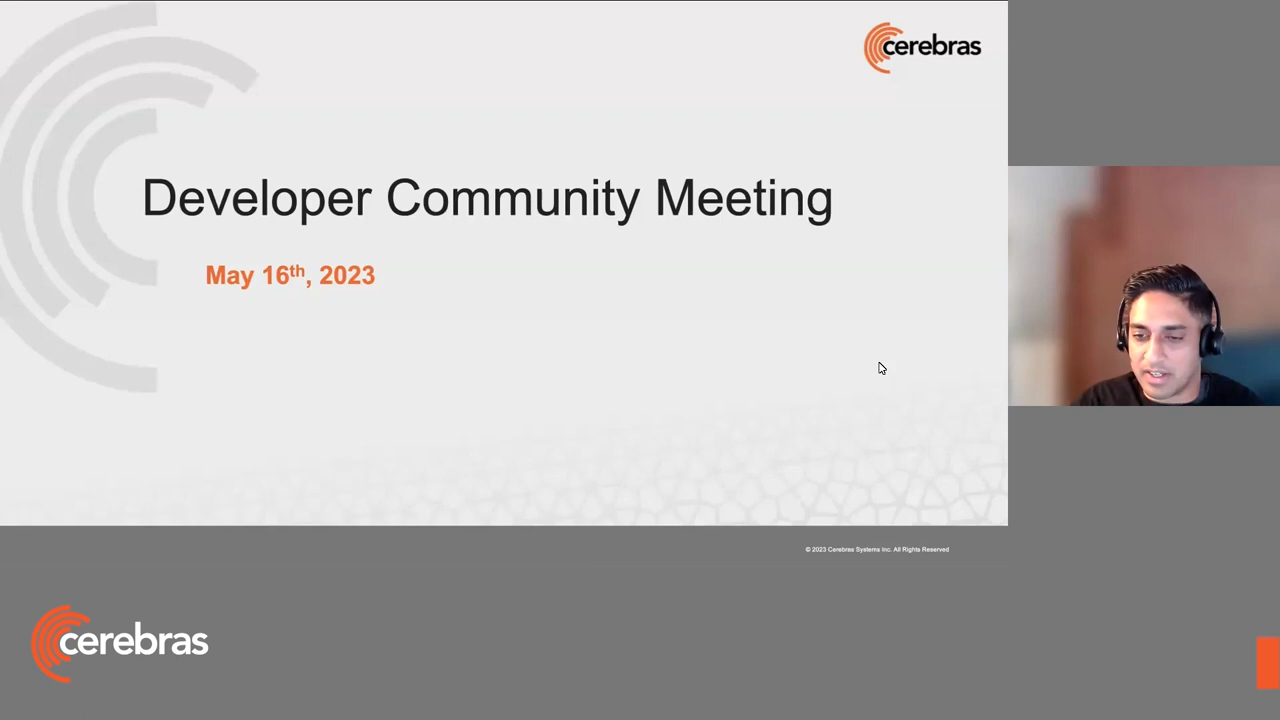 cerebras
Developer Community Meeting
May 16th, 2023
© 2023 Cerebras Systems Inc. All Rights Reserved
cerebras